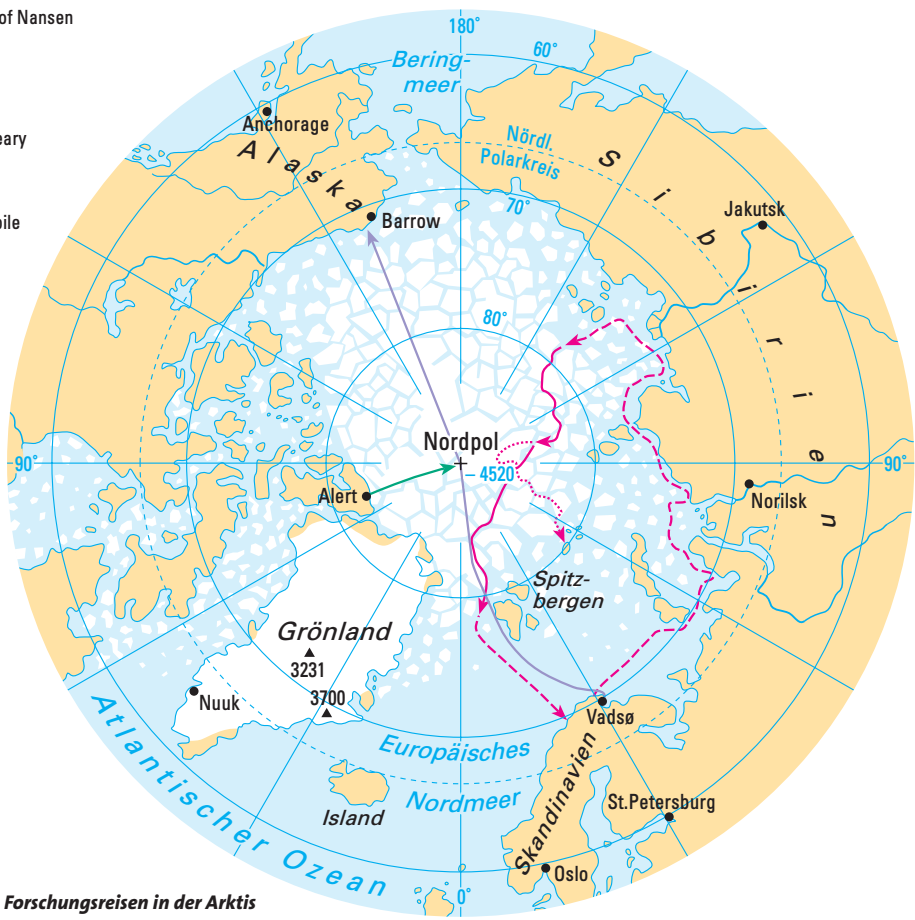 of Nansen
eary
bile
180°
60°
Bering-
meer
Anchorage
Alaska
Barrow
Nördl.
Polarkreis
70°
80°
Sibirien
Jakutsk
Nordpol
– 4520
90°
90°
Alert
Norilsk
Spitz-
bergen
Grönland
3231
3700
Nuuk
Vadsø
Europäisches
Nordmeer
Island
Skandinavien
St.Petersburg
Oslo
Atlantischer Ozean
0°
Forschungsreisen in der Arktis